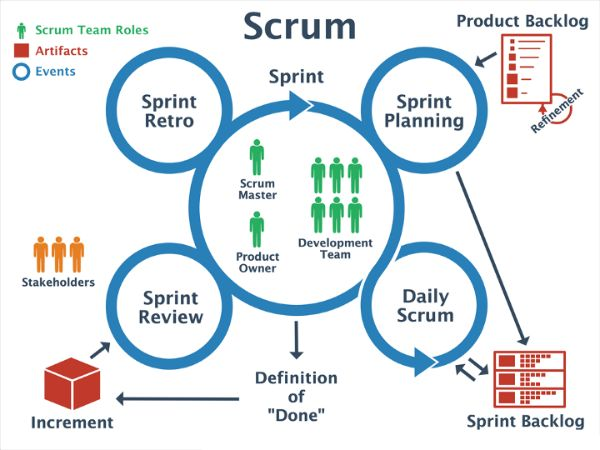 Scrum
Scrum Team Roles
Artifacts
Events
Product Backlog
Refinement
Sprint
Sprint
Retro
Sprint
Planning
Scrum
Master
Product
Owner
Development
Team
Stakeholders
Sprint
Review
Daily
Scrum
Increment
Definition
of
"Done"
Sprint Backlog